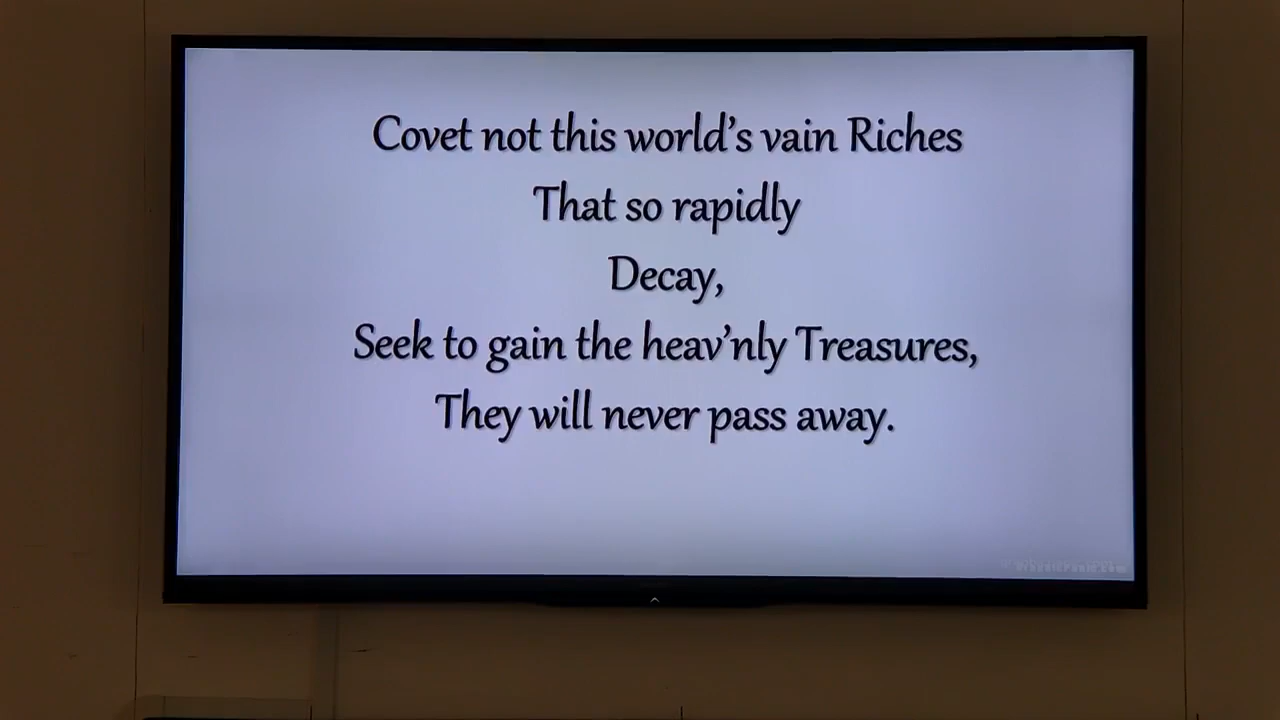 Covet not this world’s vain Riches
That so rapidly
Decay,
Seek to gain the heav’nly Treasures,
They will never pass away.